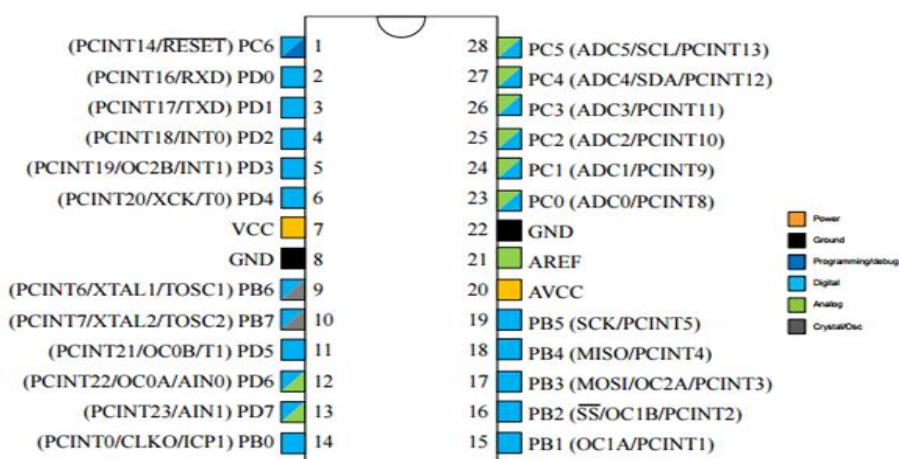 (PCINT14/RESET) PC6 1
(PCINT16/RXD) PD0 2
(PCINT17/TXD) PD1 3
(PCINT18/INT0) PD2 4
(PCINT19/OC2B/INT1) PD3 5
(PCINT20/XCK/T0) PD4 6
VCC 7
GND 8
(PCINT6/XTAL1/TOSC1) PB6 9
(PCINT7/XTAL2/TOSC2) PB7 10
(PCINT21/OC0B/T1) PD5 11
(PCINT22/OC0A/AIN0) PD6 12
(PCINT23/AIN1) PD7 13
(PCINT0/CLKO/ICP1) PB0 14
28 PC5 (ADC5/SCL/PCINT13)
27 PC4 (ADC4/SDA/PCINT12)
26 PC3 (ADC3/PCINT11)
25 PC2 (ADC2/PCINT10)
24 PC1 (ADC1/PCINT9)
23 PC0 (ADC0/PCINT8)
22 GND
21 AREF
20 AVCC
19 PB5 (SCK/PCINT5)
18 PB4 (MISO/PCINT4)
17 PB3 (MOSI/OC2A/PCINT3)
16 PB2 (SS/OC1B/PCINT2)
15 PB1 (OC1A/PCINT1)
Power
Ground
Programming/debug
Digital
Analog
Crystal/Osc